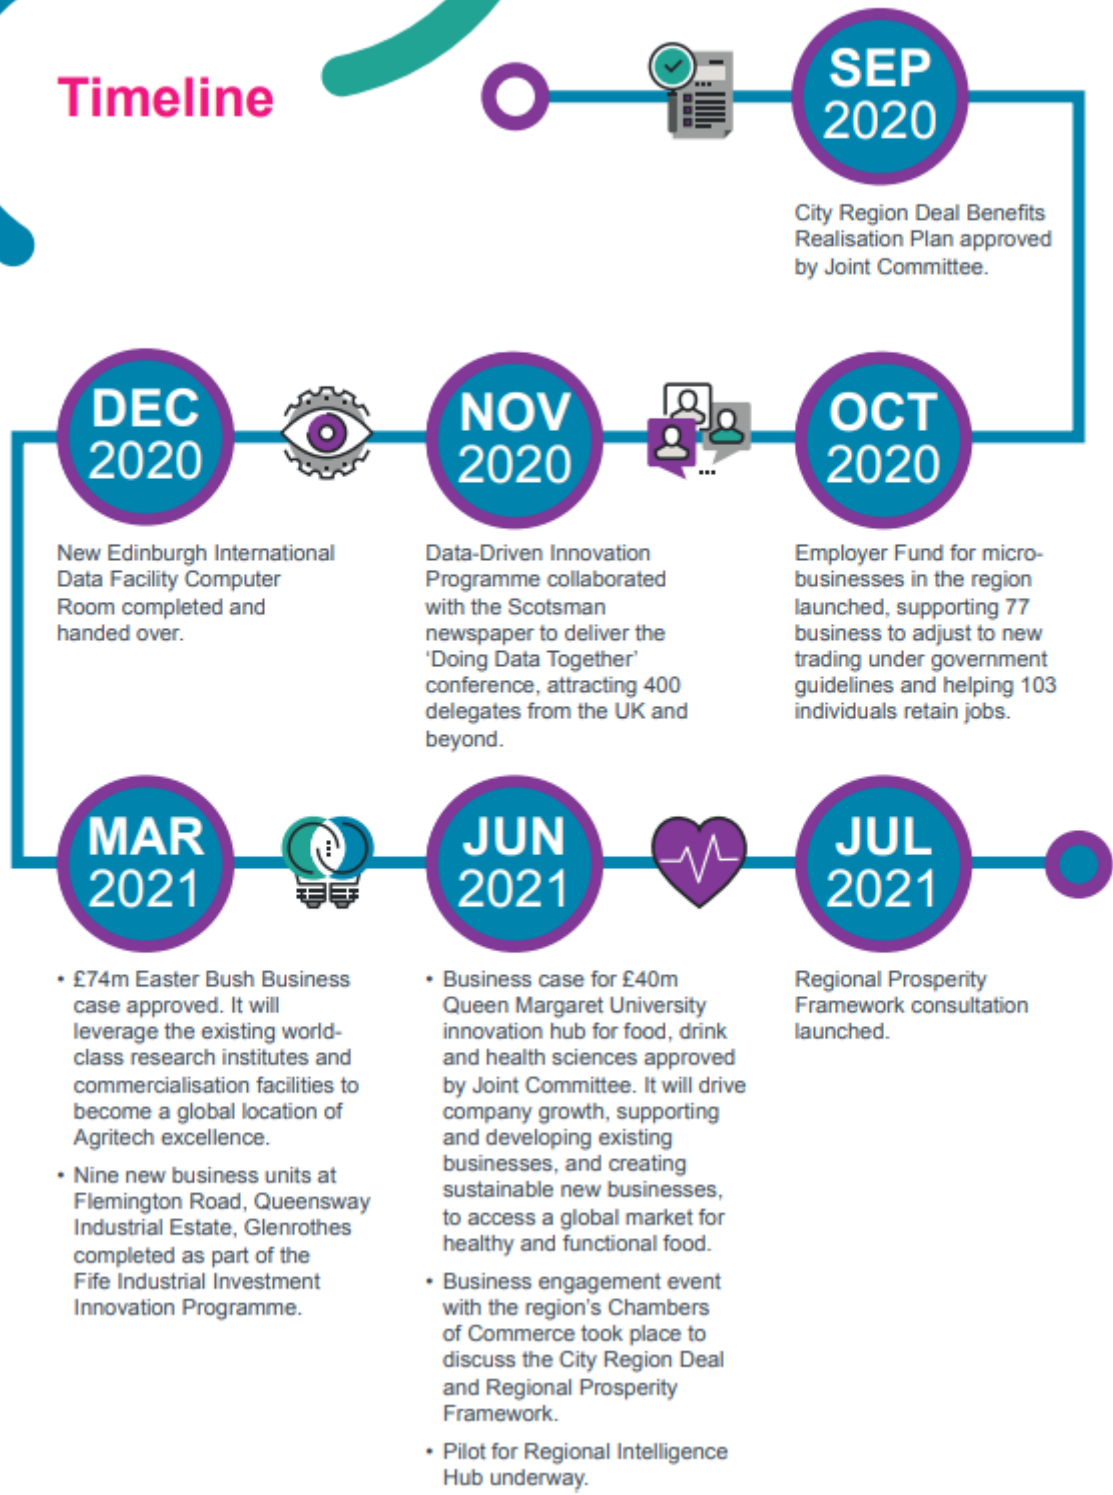 Timeline
SEP
2020
City Region Deal Benefits
Realisation Plan approved
by Joint Committee.
OCT
2020
Employer Fund for micro-
businesses in the region
launched, supporting 77
business to adjust to new
trading under government
guidelines and helping 103
individuals retain jobs.
NOV
2020
Data-Driven Innovation
Programme collaborated
with the Scotsman
newspaper to deliver the
‘Doing Data Together’
conference, attracting 400
delegates from the UK and
beyond.
DEC
2020
New Edinburgh International
Data Facility Computer
Room completed and
handed over.
MAR
2021
• £74m Easter Bush Business
case approved. It will
leverage the existing world-
class research institutes and
commercialisation facilities to
become a global location of
Agritech excellence.
• Nine new business units at
Flemington Road, Queensway
Industrial Estate, Glenrothes
completed as part of the
Fife Industrial Investment
Innovation Programme.
JUN
2021
• Business case for £40m
Queen Margaret University
innovation hub for food, drink
and health sciences approved
by Joint Committee. It will drive
company growth, supporting
and developing existing
businesses, and creating
sustainable new businesses,
to access a global market for
healthy and functional food.
• Business engagement event
with the region’s Chambers
of Commerce took place to
discuss the City Region Deal
and Regional Prosperity
Framework.
• Pilot for Regional Intelligence
Hub underway.
JUL
2021
Regional Prosperity
Framework consultation
launched.